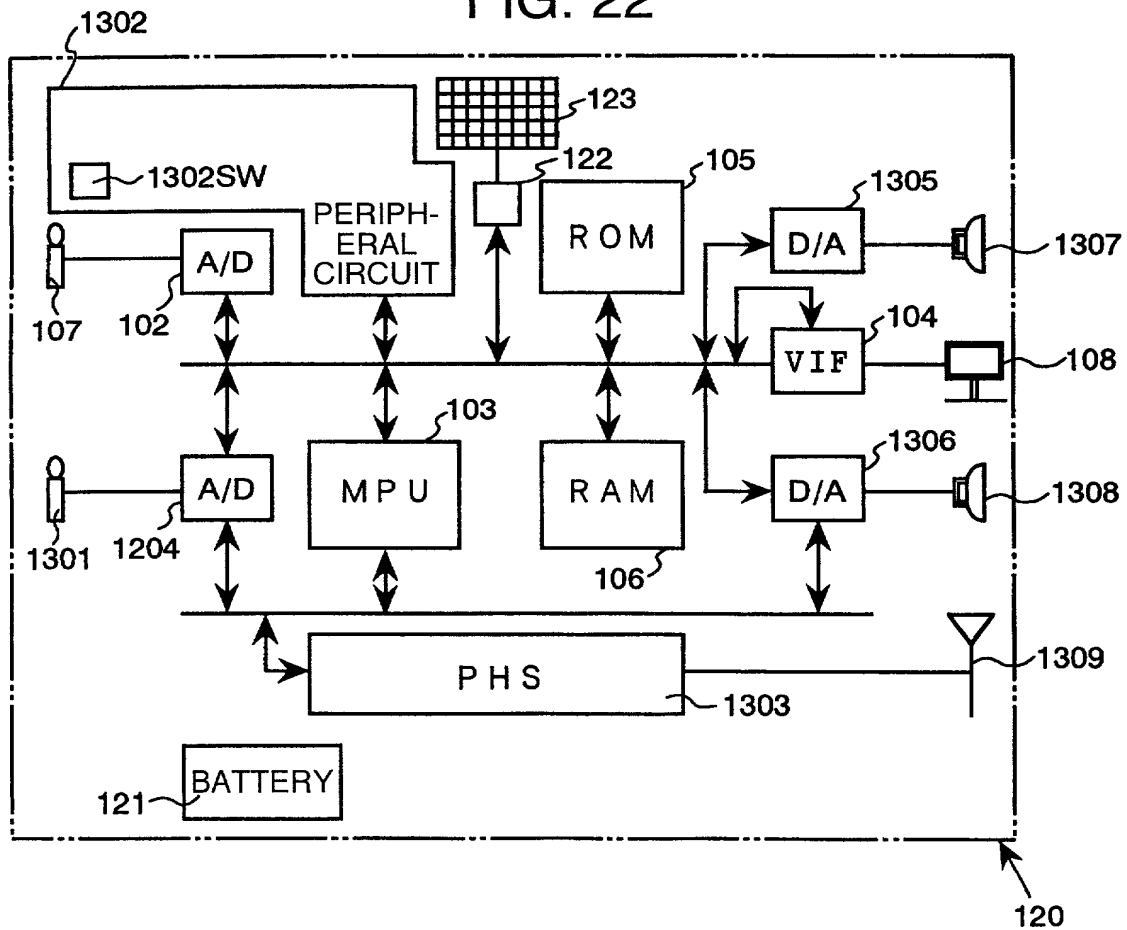 FIG. 22
1302
123
1302SW
122
105
1305
PERIPH-
ERAL
CIRCUIT
ROM
D/A
1307
A/D
107
102
104
VIF
108
103
1306
A/D
MPU
RAM
D/A
1308
1301
1204
106
PHS
1309
1303
BATTERY
121
120